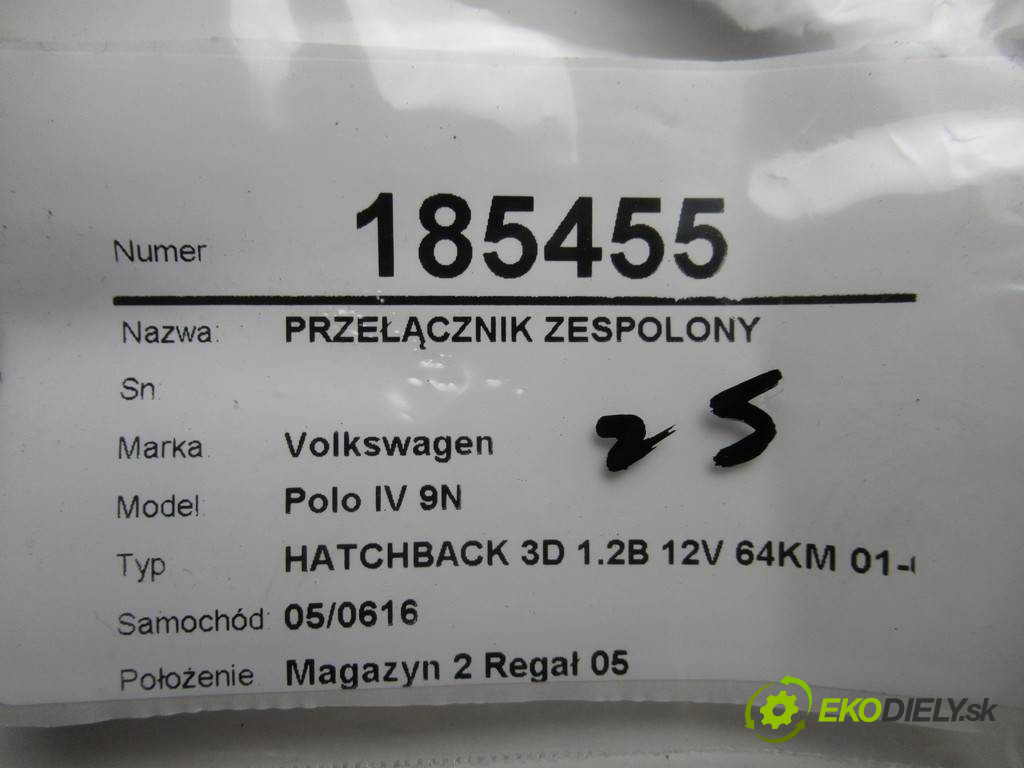 Numer 185455
Nazwa: PRZEŁĄCZNIK ZESPOLONY
Sn
25
Marka Volkswagen
Model: Polo IV 9N
Typ HATCHBACK 3D 1.2B 12V 64KM 01-
Samochód: 05/0616
Położenie Magazyn 2 Regał 05
EKODIELY.sk